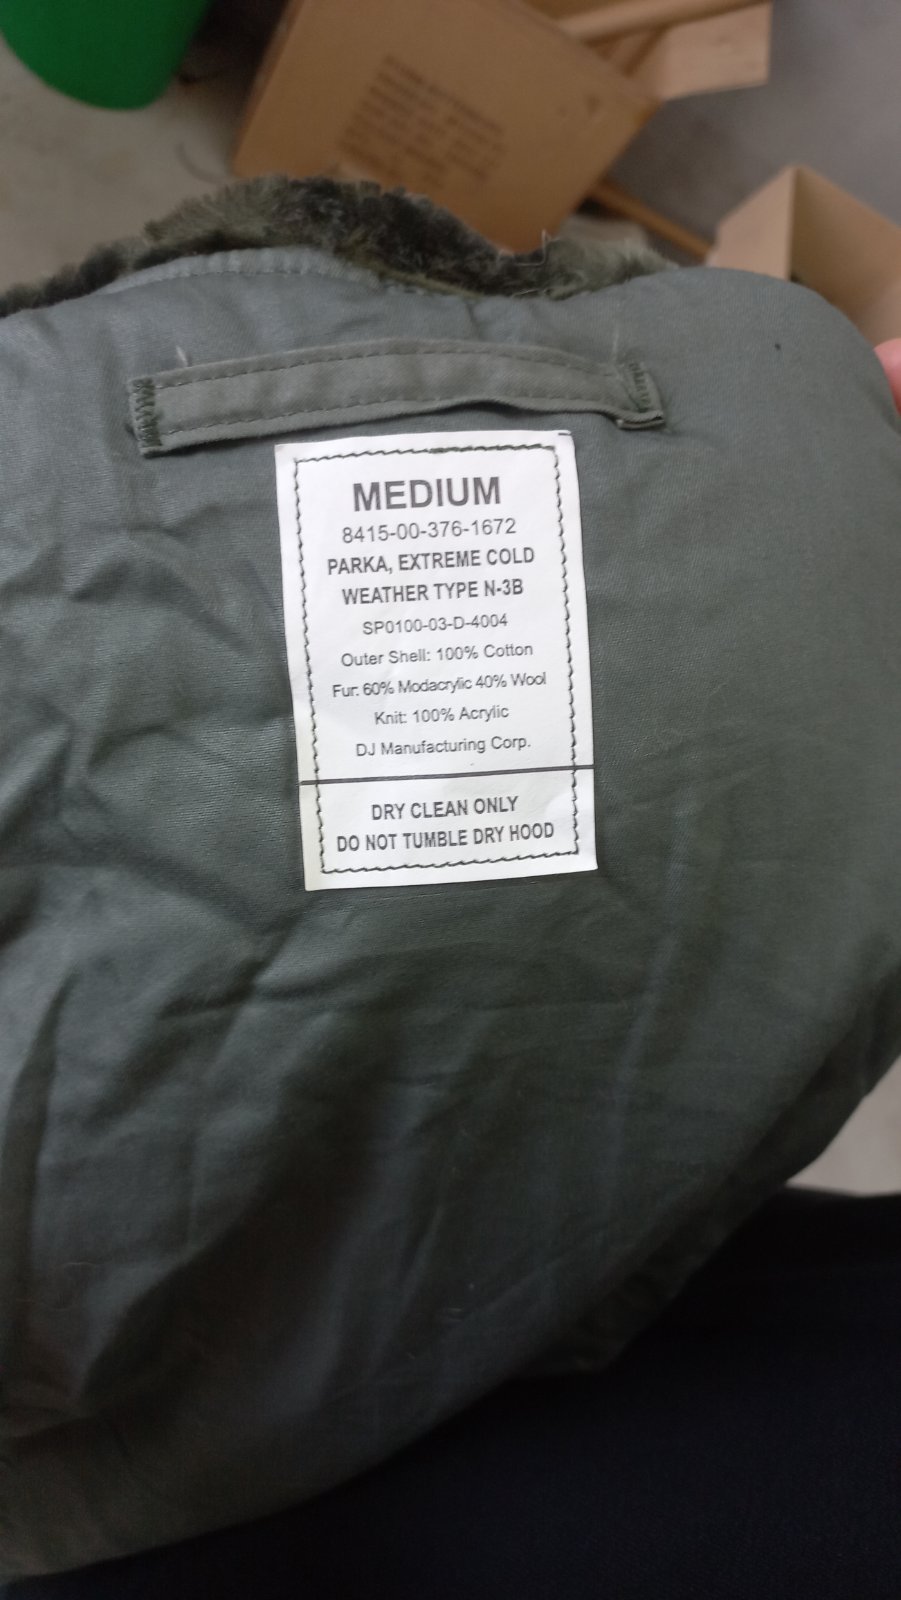 MEDIUM
8415-00-376-1672
PARKA, EXTREME COLD
WEATHER TYPE N-3B
SP0100-03-D-4004
Outer Shell: 100% Cotton
Fur: 60% Modacrylic 40% Wool
Knit: 100% Acrylic
DJ Manufacturing Corp.
DRY CLEAN ONLY
DO NOT TUMBLE DRY HOOD